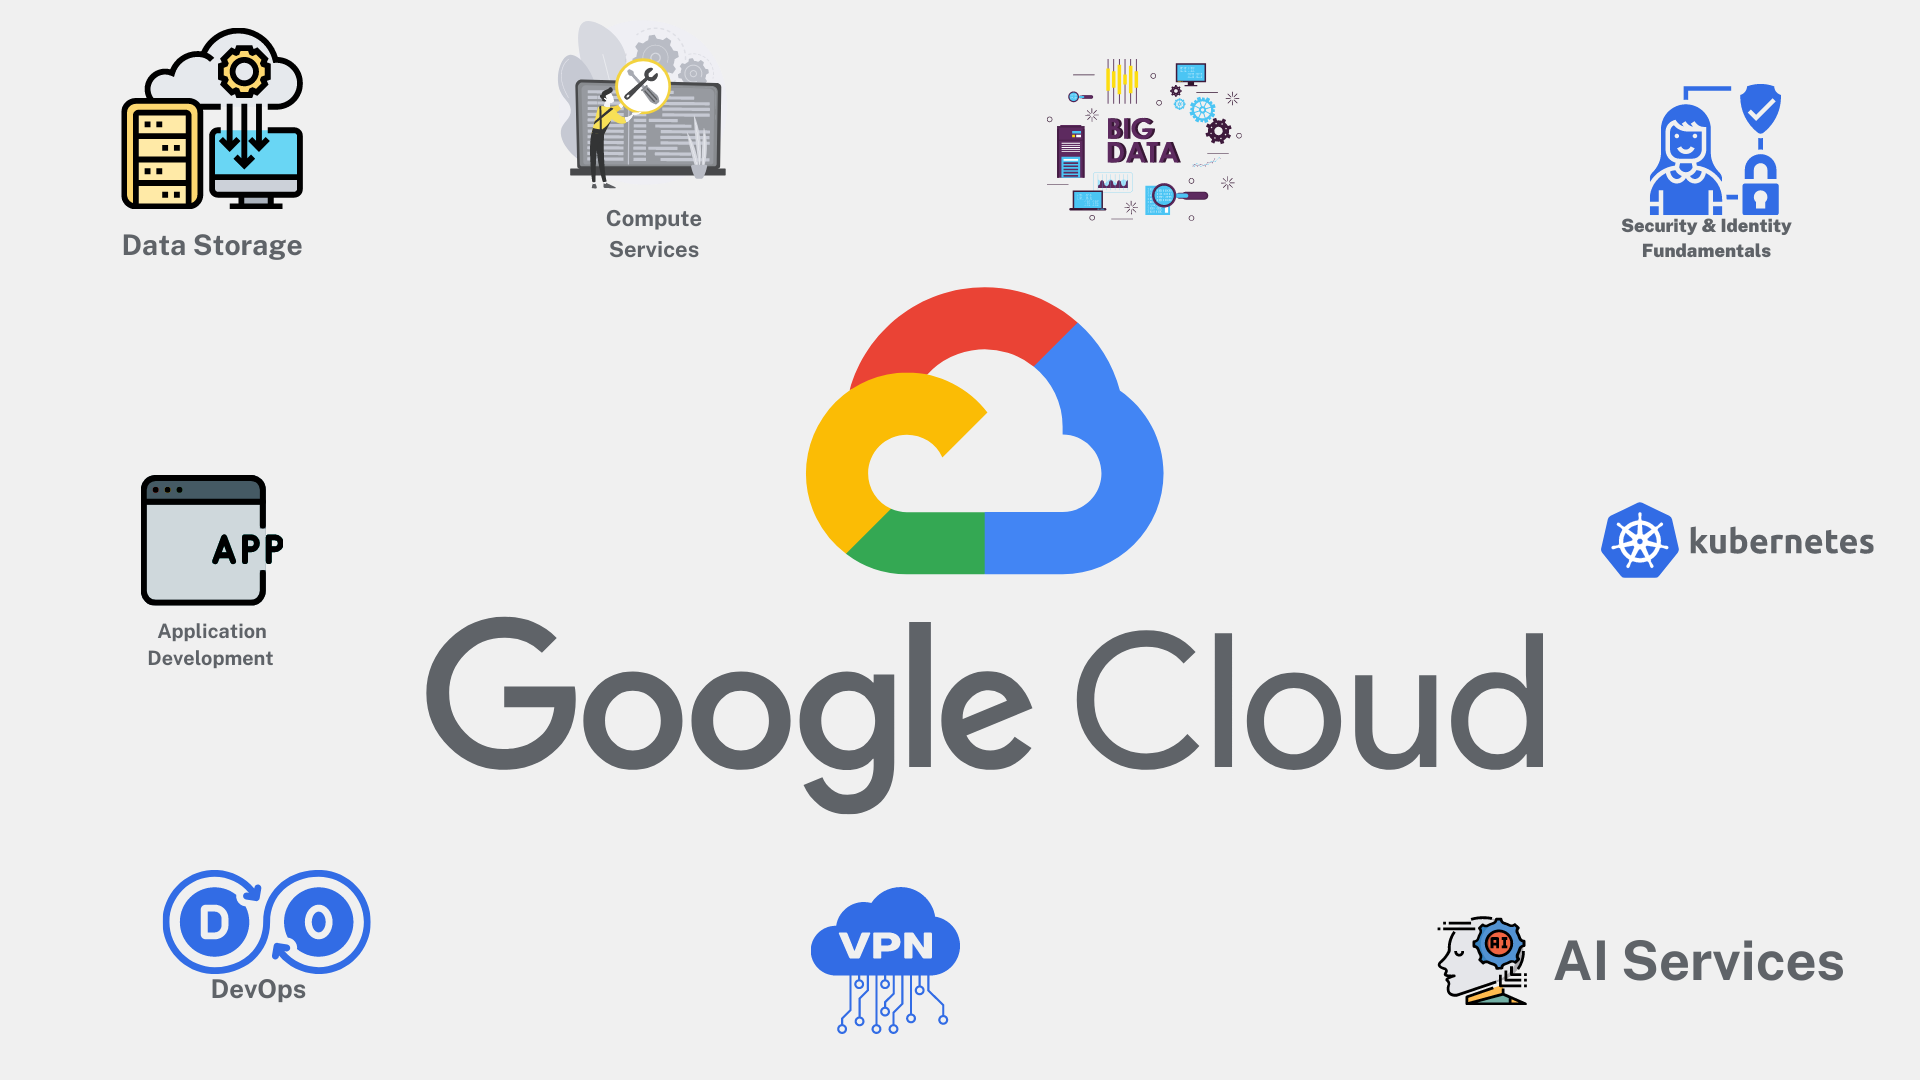 BIG
DATA
Data Storage
Compute
Services
Security & Identity
Fundamentals
APP
Application
Development
kubernetes
Google Cloud
D O
DevOps
VPN
AI
AI Services